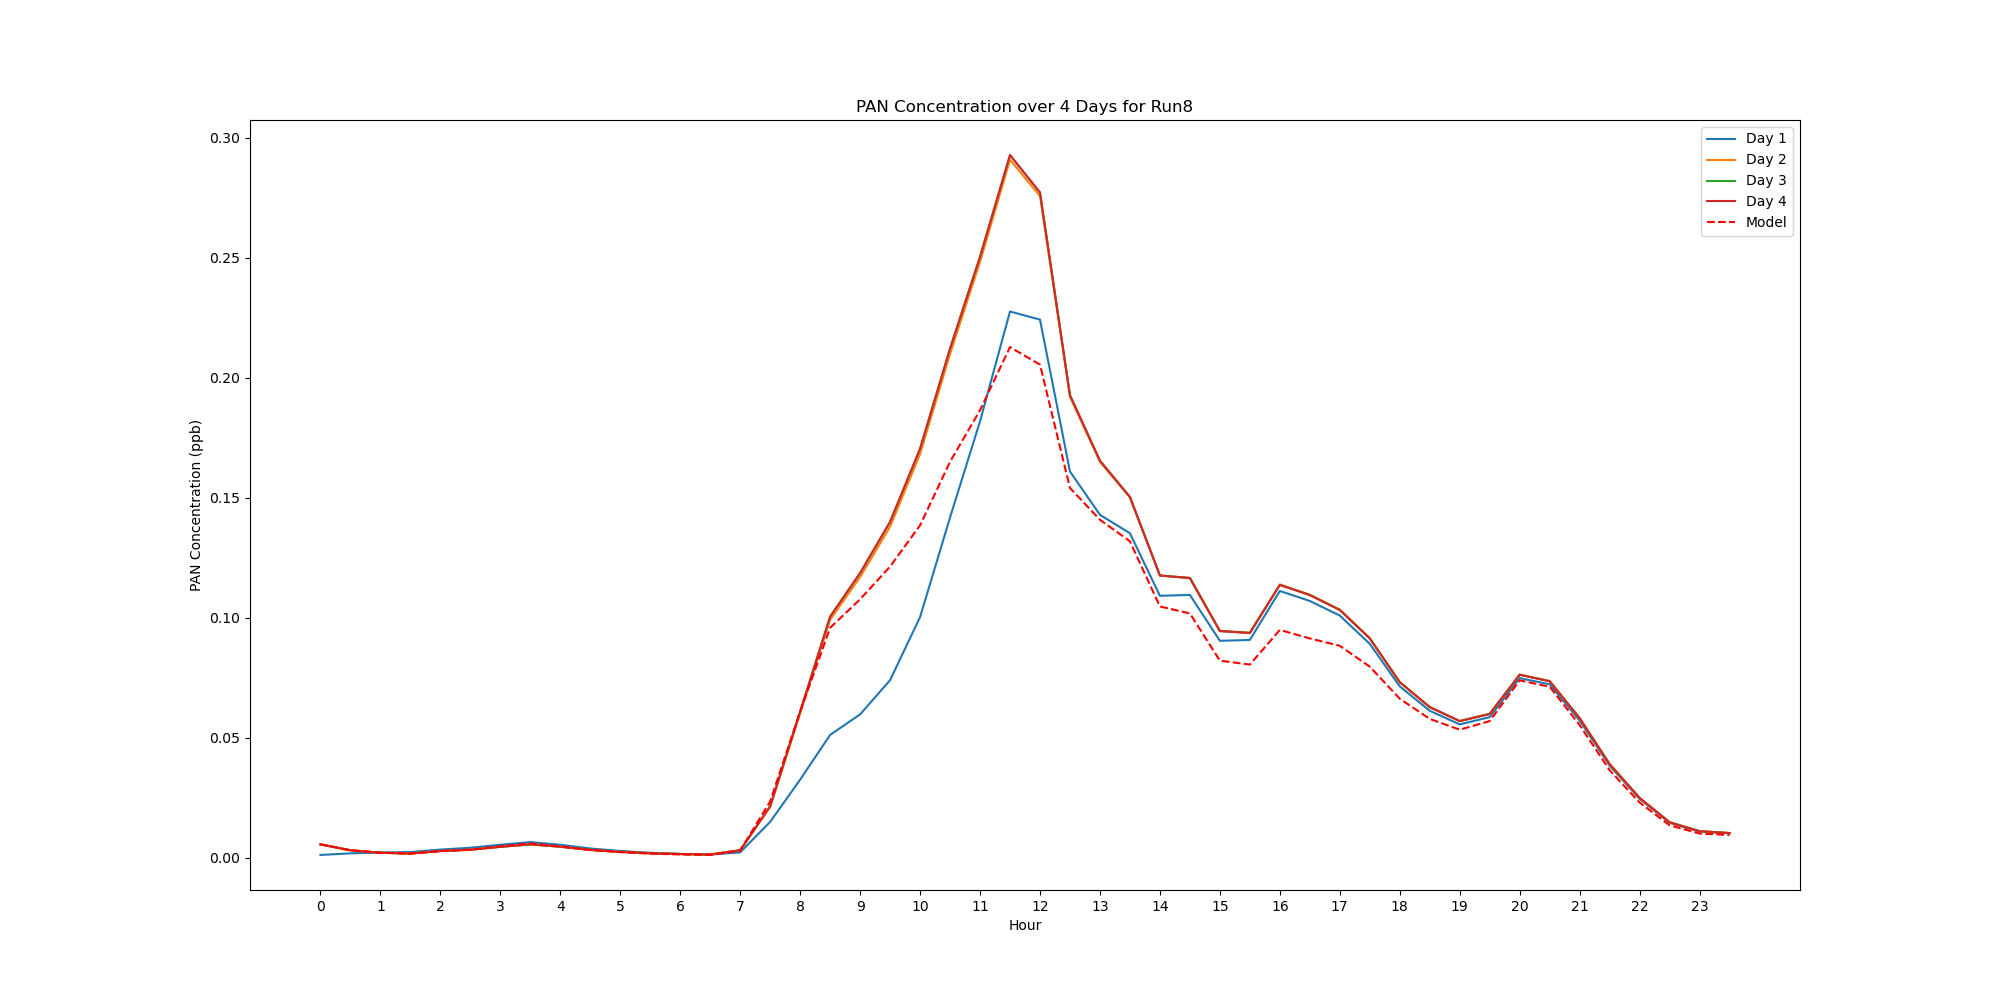 PAN Concentration over 4 Days for Run8
Day 1
Day 2
Day 3
Day 4
Model
PAN Concentration (ppb)
0.30
0.25
0.20
0.15
0.10
0.05
0.00
0 1 2 3 4 5 6 7 8 9 10 11 12 13 14 15 16 17 18 19 20 21 22 23
Hour